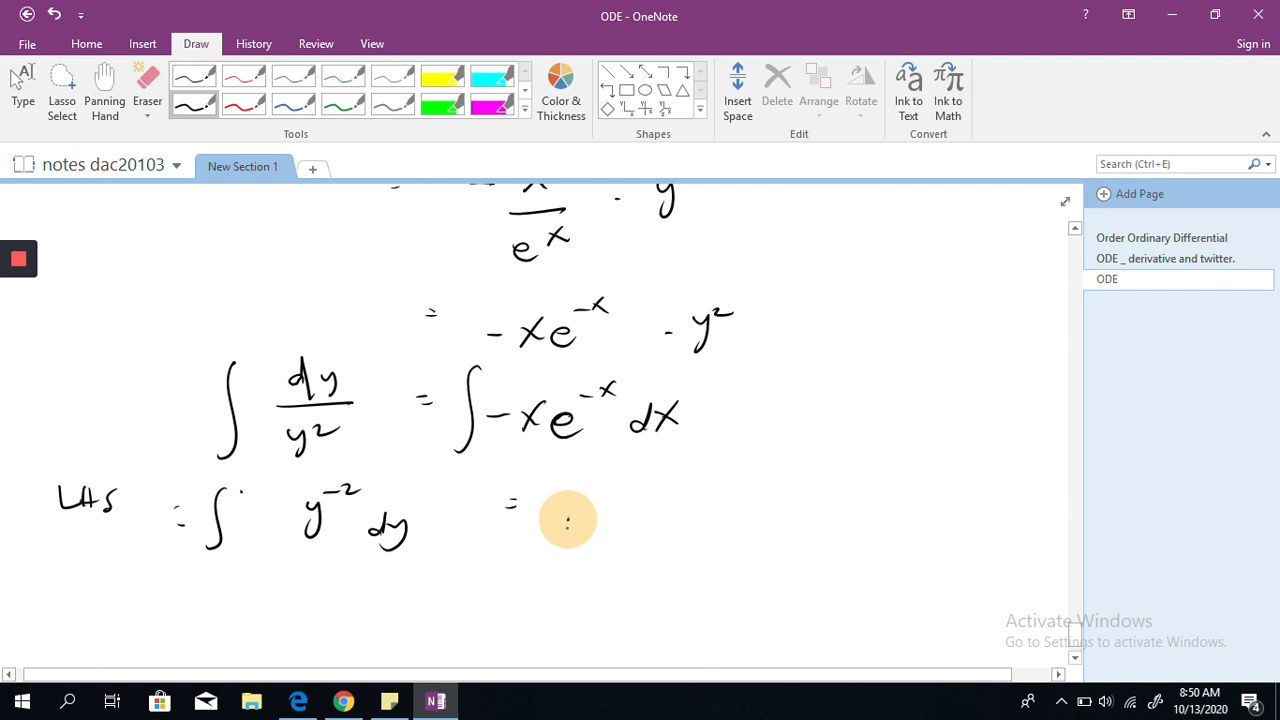 ODE - OneNote
? Sign in
File Home Insert Draw History Review View
Type Lasso Select Panning Hand Eraser Color & Thickness Insert Space Delete Arrange Rotate Ink to Text Ink to Math
Tools Shapes Edit Convert
notes dac20103 New Section 1 Search (Ctrl+E)
Add Page
Order Ordinary Differential
ODE _ derivative and twitter.
ODE
= - x/e^x · y
= - xe^{-x} · y²
∫ dy/y² = ∫ - xe^{-x} dx
LHS = ∫ y^{-2} dy =
Activate Windows
Go to Settings to activate Windows.
8:50 AM
10/13/2020
4